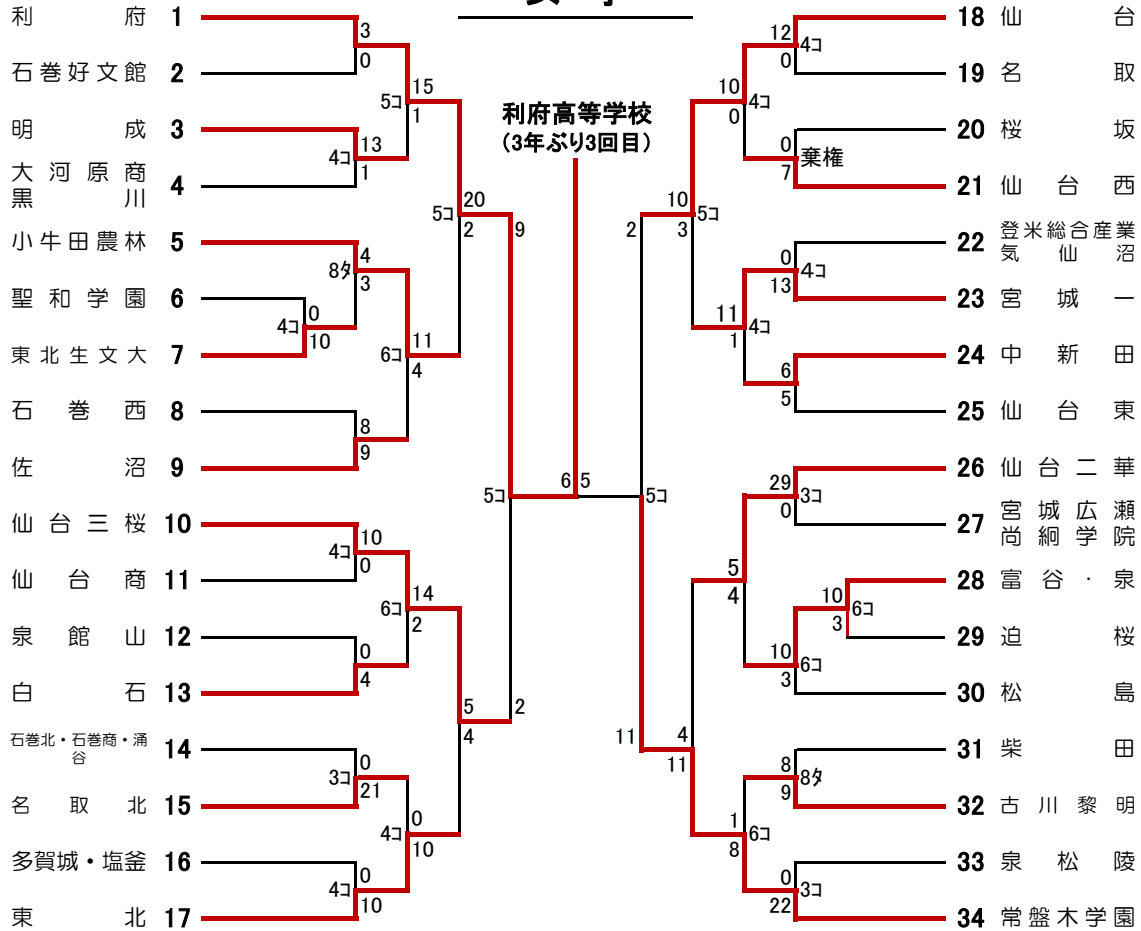 利府 1
石巻好文館 2
明成 3
大河原商
黒川 4
小牛田農林 5
聖和学園 6
東北生文大 7
石巻西 8
佐沼 9
仙台三桜 10
仙台商 11
泉館山 12
白石 13
石巻北・石巻商・涌
谷 14
名取北 15
多賀城・塩釜 16
東北 17
3
0
4コ 13
1
8タ 4
3
4コ 0
10
8
9
4コ 10
0
0
4
3コ 0
21
4コ 0
10
5コ 15
1
6コ 11
4
6コ 14
2
4コ 0
10
5コ 20
2
5
4
5コ 9
2
利府高等学校
(3年ぶり3回目)
6 5
2 5コ
11
10 5コ
3
4
11
10 4コ
0
11 4コ
1
5
4
1 6コ
8
12 4コ
0
0 棄権
7
0 4コ
13
6
5
29 3コ
0
10 6コ
3
10 6コ
3
8 8タ
9
0 3コ
22
18 仙台
19 名取
20 桜坂
21 仙台西
22 登米総合産業
気仙沼
23 宮城一
24 中新田
25 仙台東
26 仙台二華
27 宮城広瀬
尚絅学院
28 富谷・泉
29 迫桜
30 松島
31 柴田
32 古川黎明
33 泉松陵
34 常盤木学園